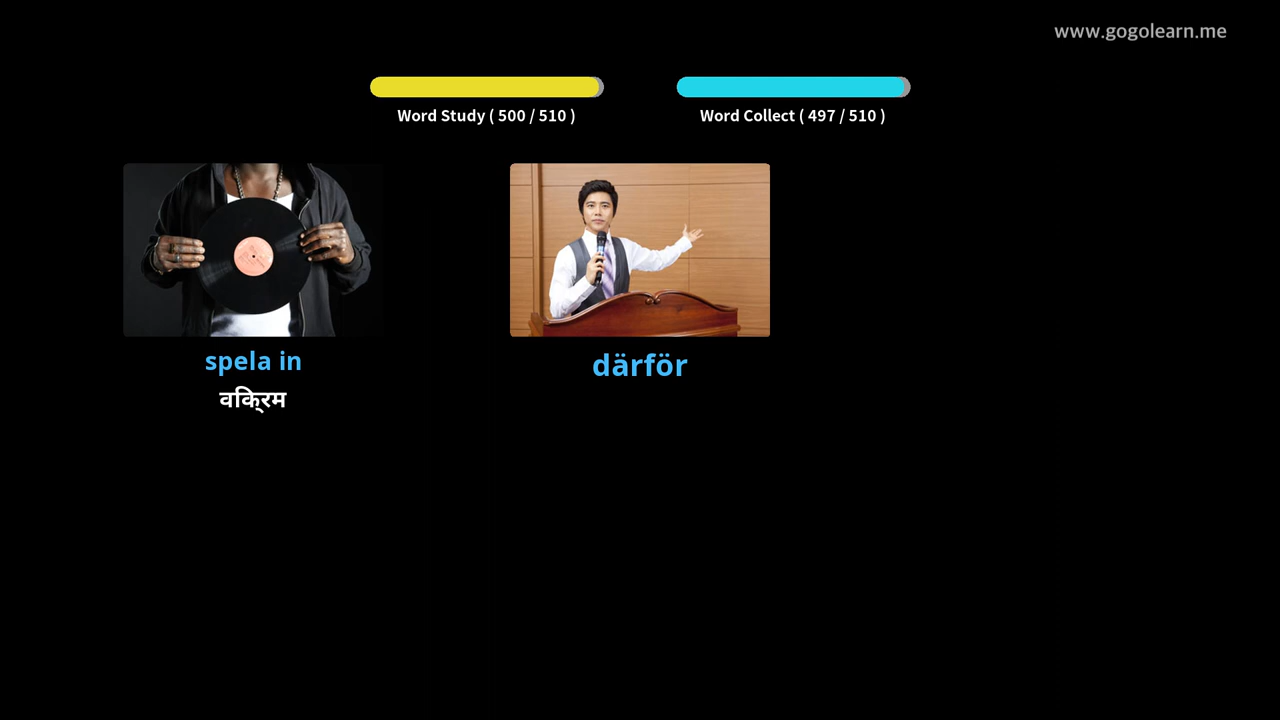 www.gogolearn.me
Word Study ( 500 / 510 )
Word Collect ( 497 / 510 )
spela in
वक्रिम
därför